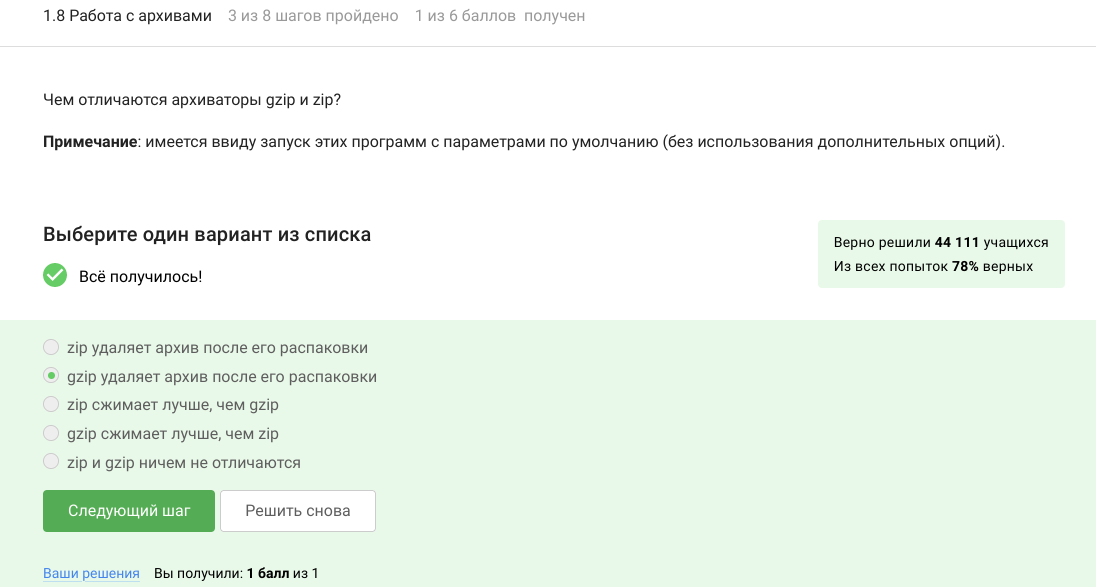 1.8 Работа с архивами 3 из 8 шагов пройдено 1 из 6 баллов получен
Чем отличаются архиваторы gzip и zip?
Примечание: имеется ввиду запуск этих программ с параметрами по умолчанию (без использования дополнительных опций).
Выберите один вариант из списка
Всё получилось!
Верно решили 44 111 учащихся
Из всех попыток 78% верных
zip удаляет архив после его распаковки
gzip удаляет архив после его распаковки
zip сжимает лучше, чем gzip
gzip сжимает лучше, чем zip
zip и gzip ничем не отличаются
Следующий шаг Решить снова
Ваши решения Вы получили: 1 балл из 1